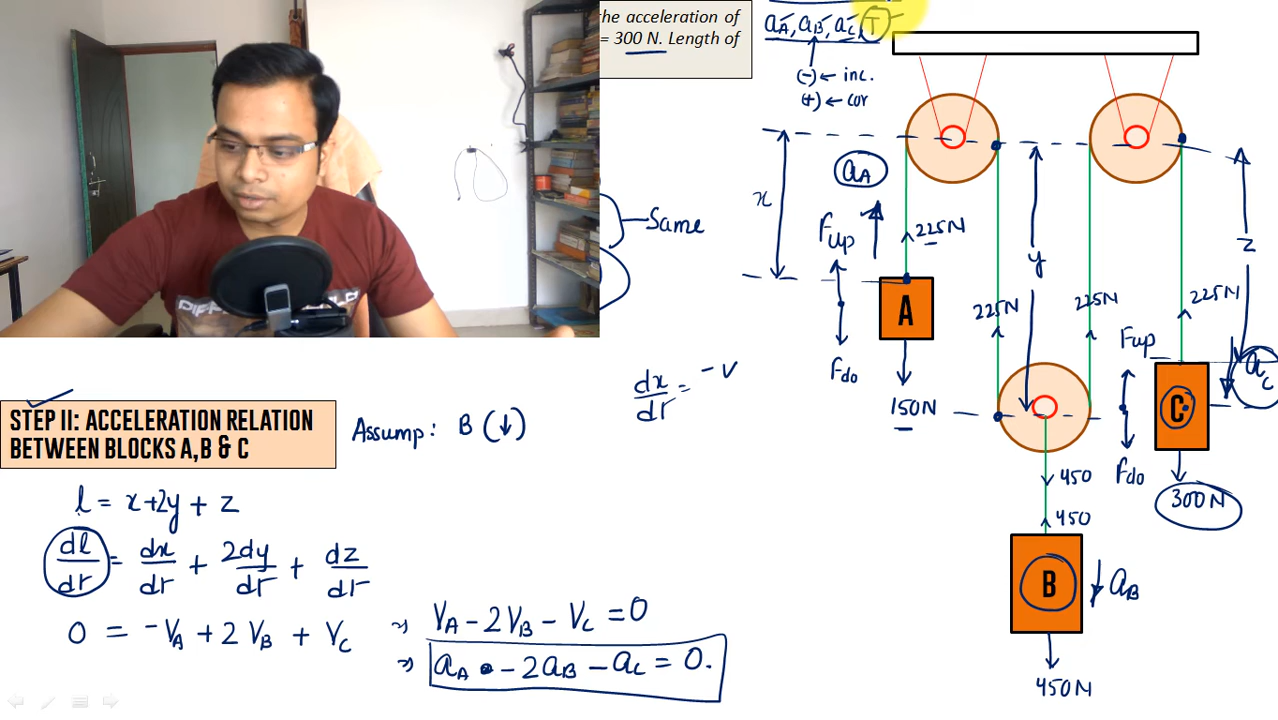 he acceleration of
= 300 N. Length of
aA, aB, aC, T
(-) ← inc.
(+) ← cor
Same
x
aA
Fup
225N
A
Fdo
150N
y
225N
225N
225N
z
Fup
aC
C
Fdo
300N
450
450
B
aB
450N
dx/dt = -V
STEP II: ACCELERATION RELATION
BETWEEN BLOCKS A,B & C
Assump: B (↓)
l = x+2y + z
dl/dt = dx/dt + 2dy/dt + dz/dt
0 = -VA + 2VB + VC
⇒ VA - 2VB - VC = 0
⇒ aA - 2aB - aC = 0.